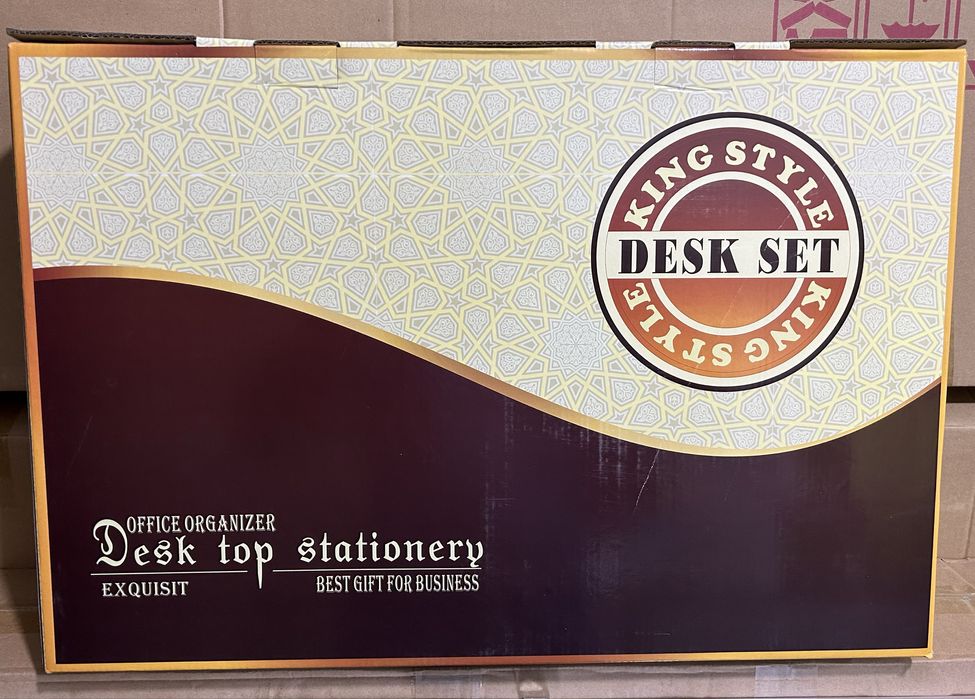 KING STYLE
DESK SET
KING STYLE
OFFICE ORGANIZER
Desk top stationery
EXQUISIT
BEST GIFT FOR BUSINESS